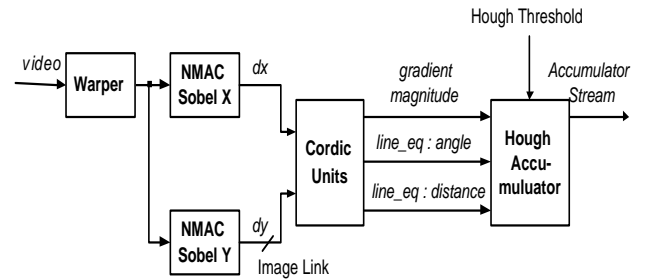 Hough Threshold
video
Warper
NMAC
Sobel X
dx
gradient
magnitude
Accumulator
Stream
Cordic
Units
line_eq : angle
line_eq : distance
Hough
Accu-
muluator
NMAC
Sobel Y
dy
Image Link